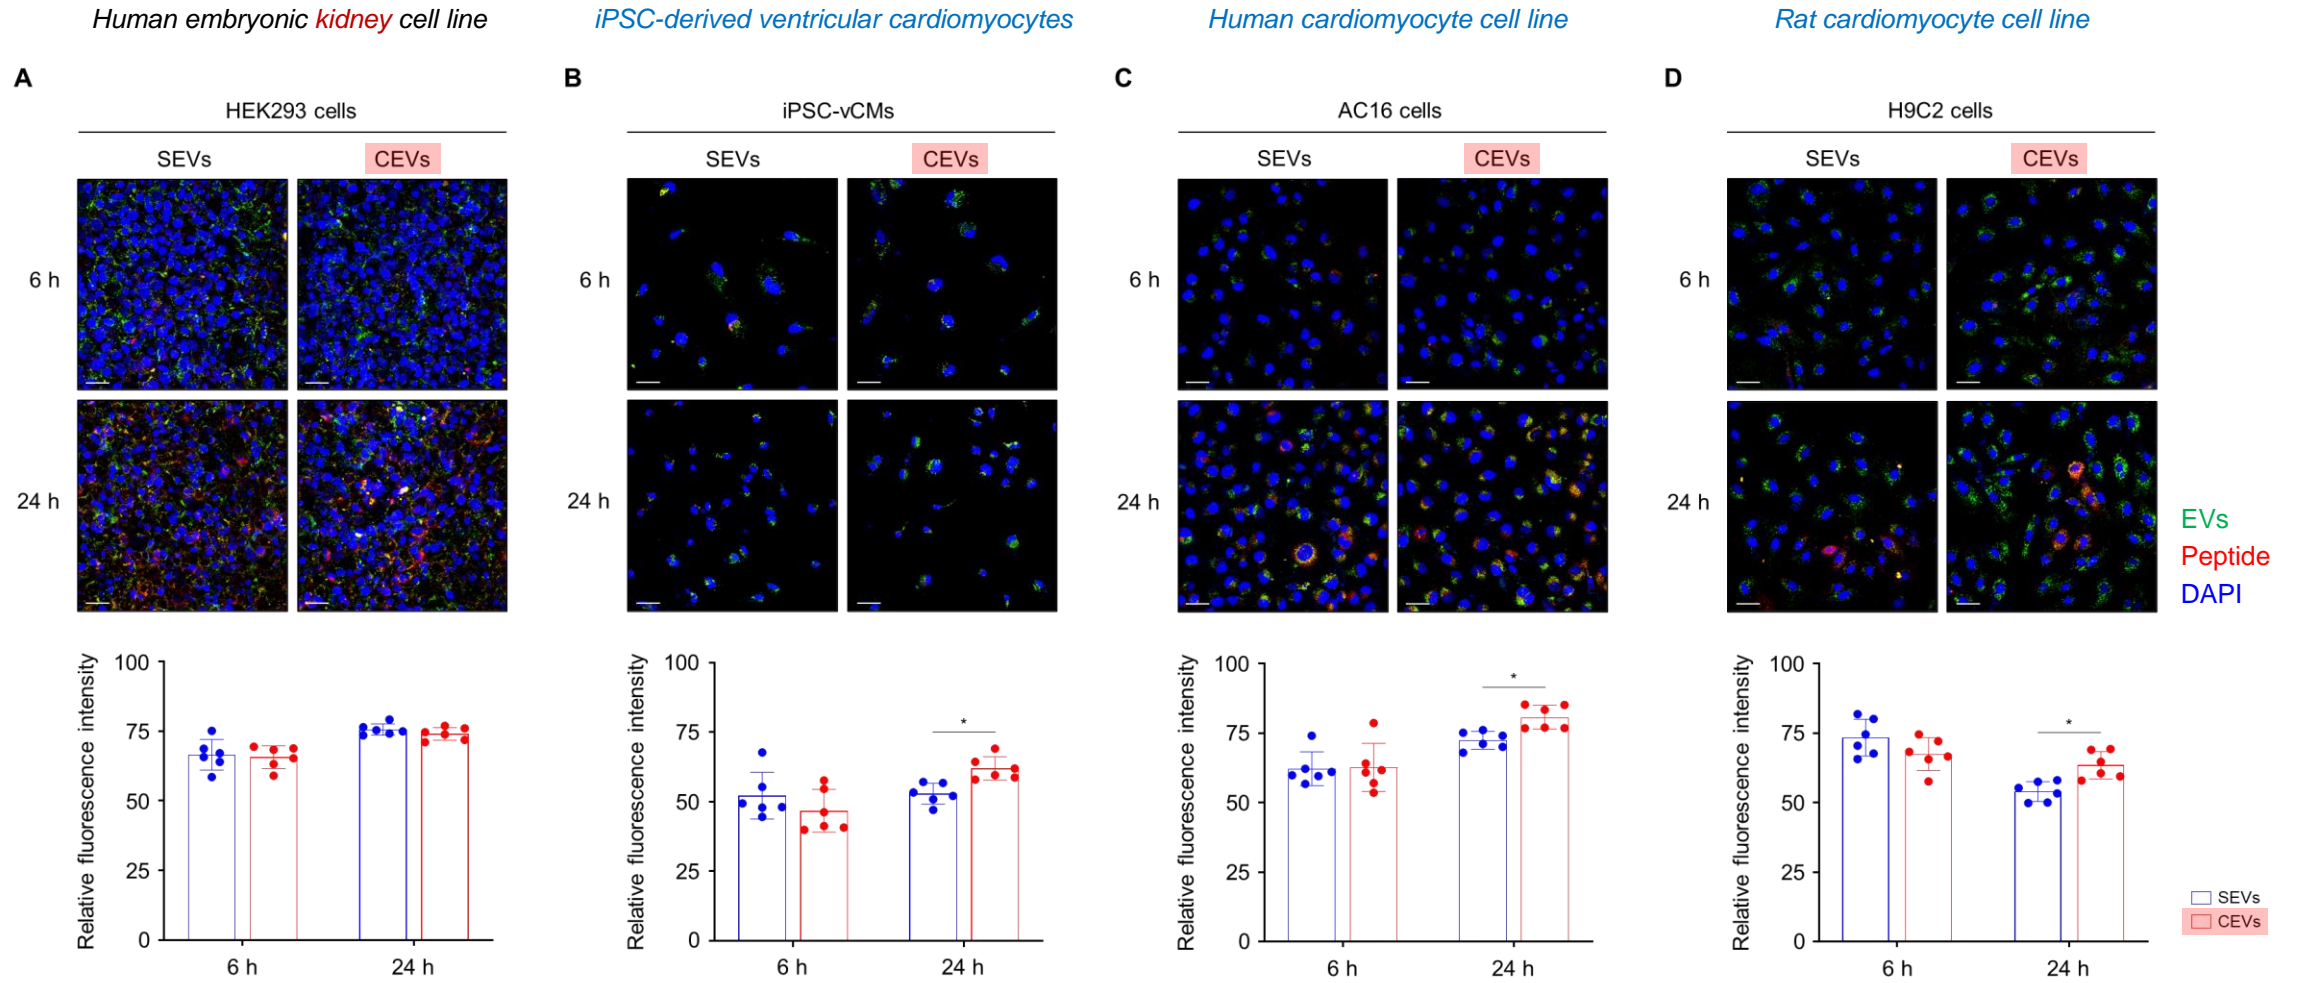 Human embryonic kidney cell line
iPSC-derived ventricular cardiomyocytes
Human cardiomyocyte cell line
Rat cardiomyocyte cell line
A
HEK293 cells
SEVs
CEVs
6 h
24 h
Relative fluorescence intensity
100
75
50
25
0
6 h
24 h
B
iPSC-vCMs
SEVs
CEVs
6 h
24 h
Relative fluorescence intensity
100
75
50
25
0
*
6 h
24 h
C
AC16 cells
SEVs
CEVs
6 h
24 h
Relative fluorescence intensity
100
75
50
25
0
*
6 h
24 h
D
H9C2 cells
SEVs
CEVs
6 h
24 h
Relative fluorescence intensity
100
75
50
25
0
*
6 h
24 h
EVs
Peptide
DAPI
SEVs
CEVs